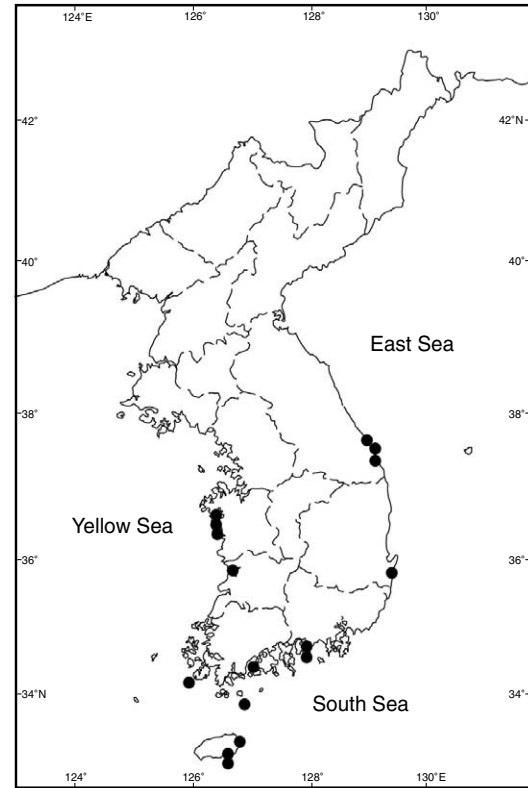 124˚E 126˚ 128˚ 130˚
42˚ 42˚N
40˚ 40˚
East Sea
38˚ 38˚
Yellow Sea
36˚ 36˚
34˚N South Sea 34˚
124˚ 126˚ 128˚ 130˚E